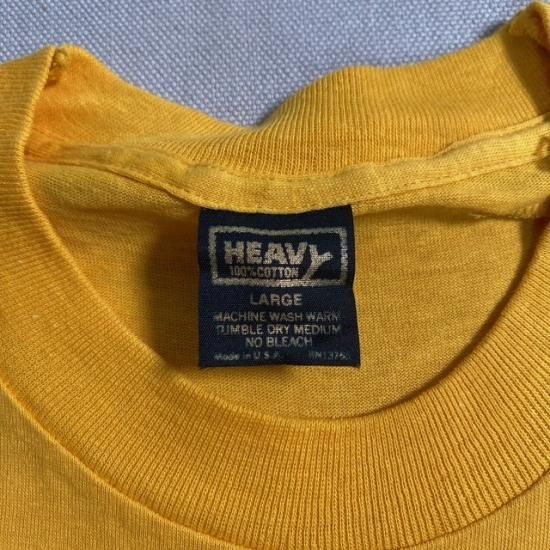 HEAVY
100% COTTON
LARGE
MACHINE WASH WARM
TUMBLE DRY MEDIUM
NO BLEACH
Made in U.S.A.